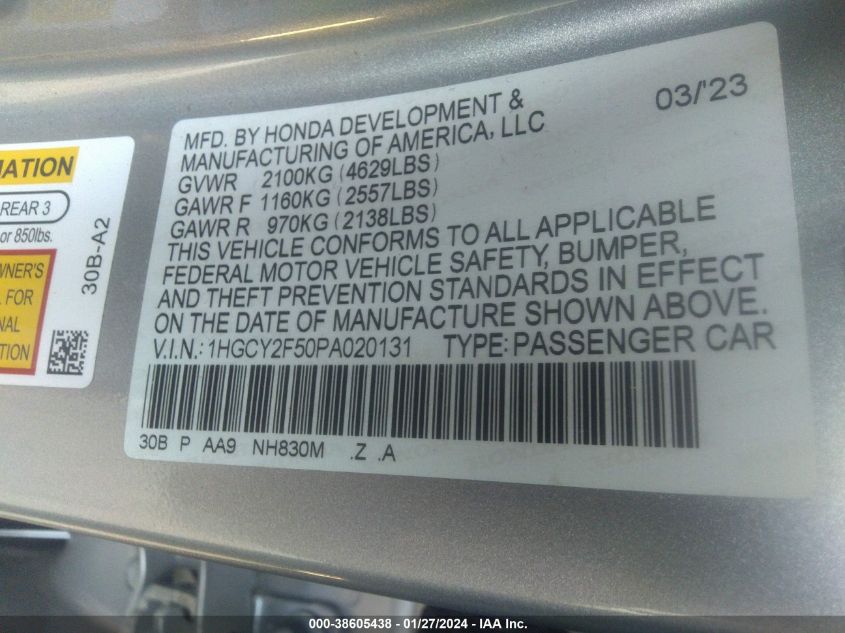 MATION
REAR 3
or 850lbs.
OWNER'S
L FOR
NAL
TION
30B-A2
03/'23
MFD. BY HONDA DEVELOPMENT &
MANUFACTURING OF AMERICA, LLC
GVWR 2100KG (4629LBS)
GAWR F 1160KG (2557LBS)
GAWR R 970KG (2138LBS)
THIS VEHICLE CONFORMS TO ALL APPLICABLE
FEDERAL MOTOR VEHICLE SAFETY, BUMPER,
AND THEFT PREVENTION STANDARDS IN EFFECT
ON THE DATE OF MANUFACTURE SHOWN ABOVE.
V.I.N.: 1HGCY2F50PA020131 TYPE: PASSENGER CAR
30B P AA9 NH830M .Z .A
000-38605438 - 01/27/2024 - IAA Inc.